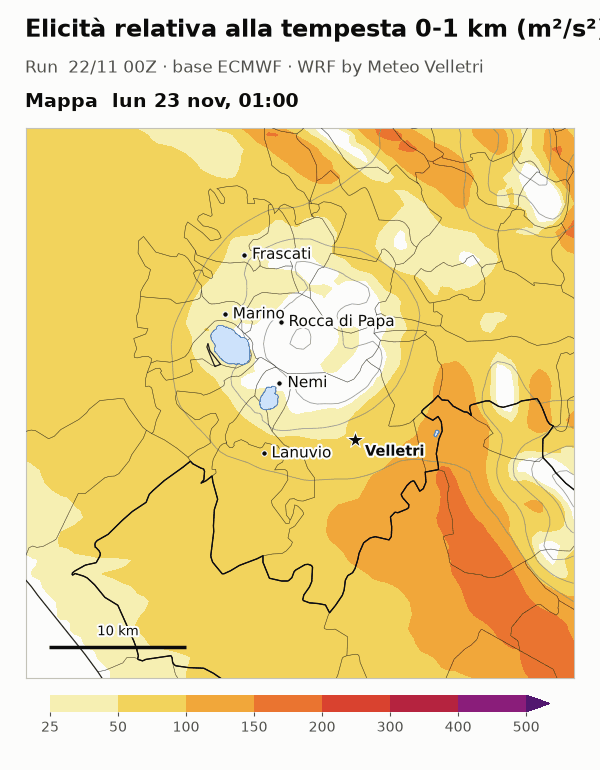 Elicità relativa alla tempesta 0-1 km (m²/s²)
Run  22/11 00Z · base ECMWF · WRF by Meteo Velletri
Mappa  lun 23 nov, 01:00
Frascati
Marino
Rocca di Papa
Nemi
Lanuvio
Velletri
10 km
25 50 100 150 200 300 400 500